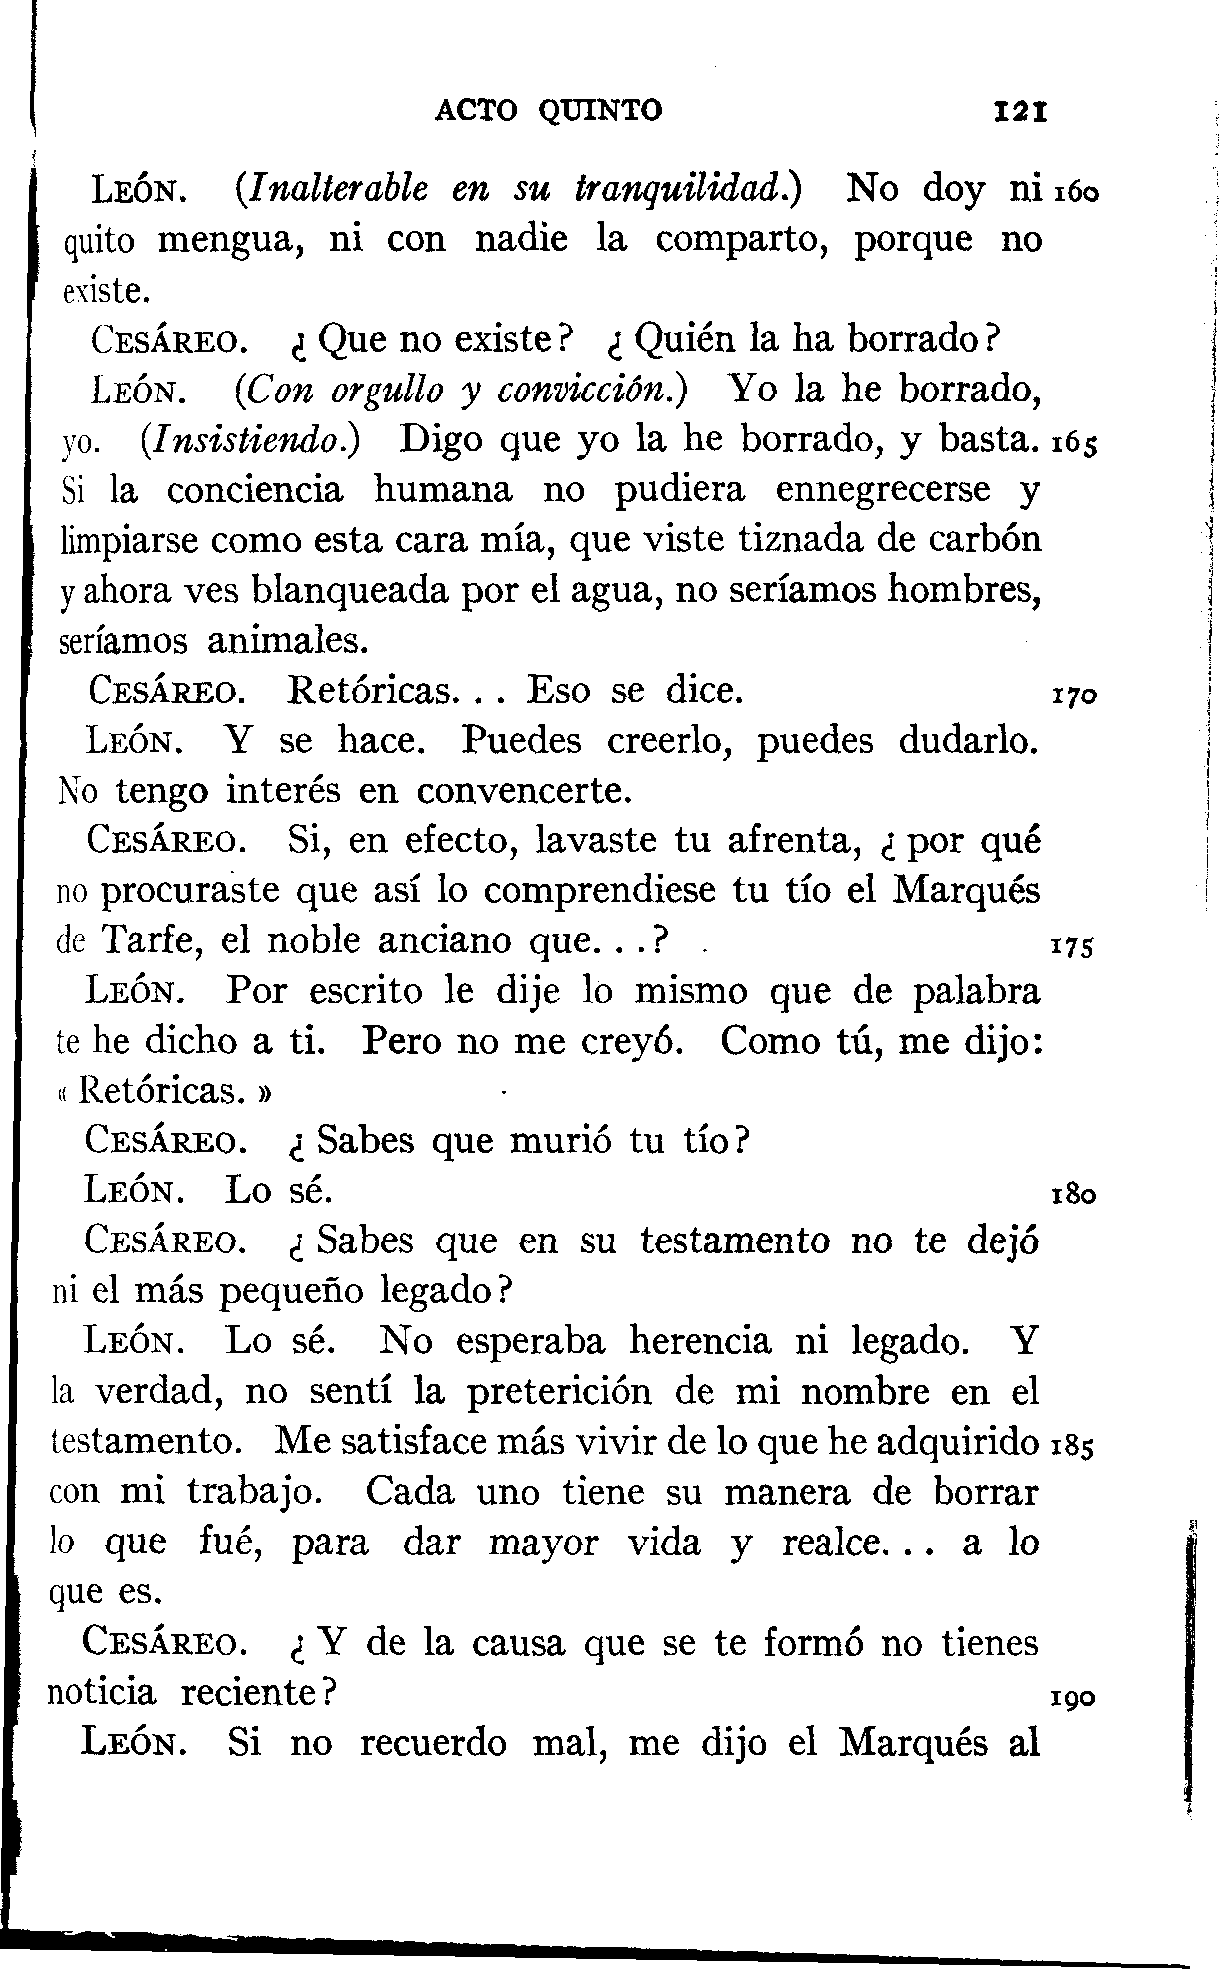 ACTO QUINTO 121
LEÓN. (Inalterable en su tranquilidad.) No doy ni 160
quito mengua, ni con nadie la comparto, porque no
existe.
CESÁREO. ¿ Que no existe? ¿ Quién la ha borrado?
LEÓN. (Con orgullo y convicción.) Yo la he borrado,
yo. (Insistiendo.) Digo que yo la he borrado, y basta. 165
Si la conciencia humana no pudiera ennegrecerse y
limpiarse como esta cara mía, que viste tiznada de carbón
y ahora ves blanqueada por el agua, no seríamos hombres,
seríamos animales.
CESÁREO. Retóricas. . . Eso se dice. 170
LEÓN. Y se hace. Puedes creerlo, puedes dudarlo.
No tengo interés en convencerte.
CESÁREO. Si, en efecto, lavaste tu afrenta, ¿ por qué
no procuraste que así lo comprendiese tu tío el Marqués
de Tarfe, el noble anciano que. . .? 175
LEÓN. Por escrito le dije lo mismo que de palabra
te he dicho a ti. Pero no me creyó. Como tú, me dijo:
« Retóricas. »
CESÁREO. ¿ Sabes que murió tu tío?
LEÓN. Lo sé. 180
CESÁREO. ¿ Sabes que en su testamento no te dejó
ni el más pequeño legado?
LEÓN. Lo sé. No esperaba herencia ni legado. Y
la verdad, no sentí la preterición de mi nombre en el
testamento. Me satisface más vivir de lo que he adquirido 185
con mi trabajo. Cada uno tiene su manera de borrar
lo que fué, para dar mayor vida y realce. . . a lo
que es.
CESÁREO. ¿ Y de la causa que se te formó no tienes
noticia reciente? 190
LEÓN. Si no recuerdo mal, me dijo el Marqués al